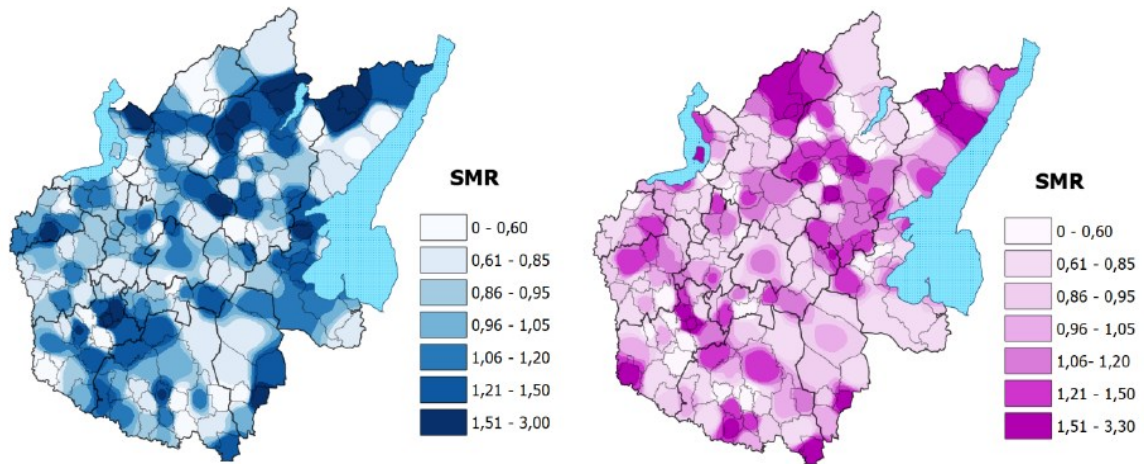 SMR
0 - 0,60
0,61 - 0,85
0,86 - 0,95
0,96 - 1,05
1,06 - 1,20
1,21 - 1,50
1,51 - 3,00
SMR
0 - 0,60
0,61 - 0,85
0,86 - 0,95
0,96 - 1,05
1,06- 1,20
1,21 - 1,50
1,51 - 3,30